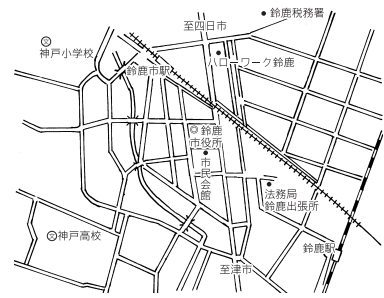 鈴鹿税務署
至四日市
神戸小学校
ハローワーク鈴鹿
鈴鹿市駅
鈴鹿
市役所
市民会館
法務局
鈴鹿出張所
神戸高校
鈴鹿駅
至津市